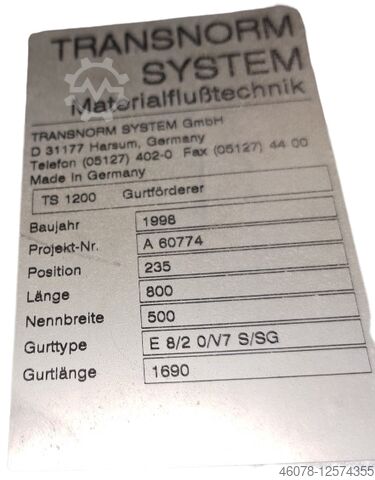 TRANSNORM
SYSTEM
Materialflußtechnik
TRANSNORM SYSTEM GmbH
D 31177 Harsum, Germany
Telefon (05127) 402-0 Fax (05127) 44 00
Made in Germany
TS 1200 Gurtförderer
Baujahr 1998
Projekt-Nr. A 60774
Position 235
Länge 800
Nennbreite 500
Gurttype E 8/2 0/V7 S/SG
Gurtlänge 1690
46078-12574355